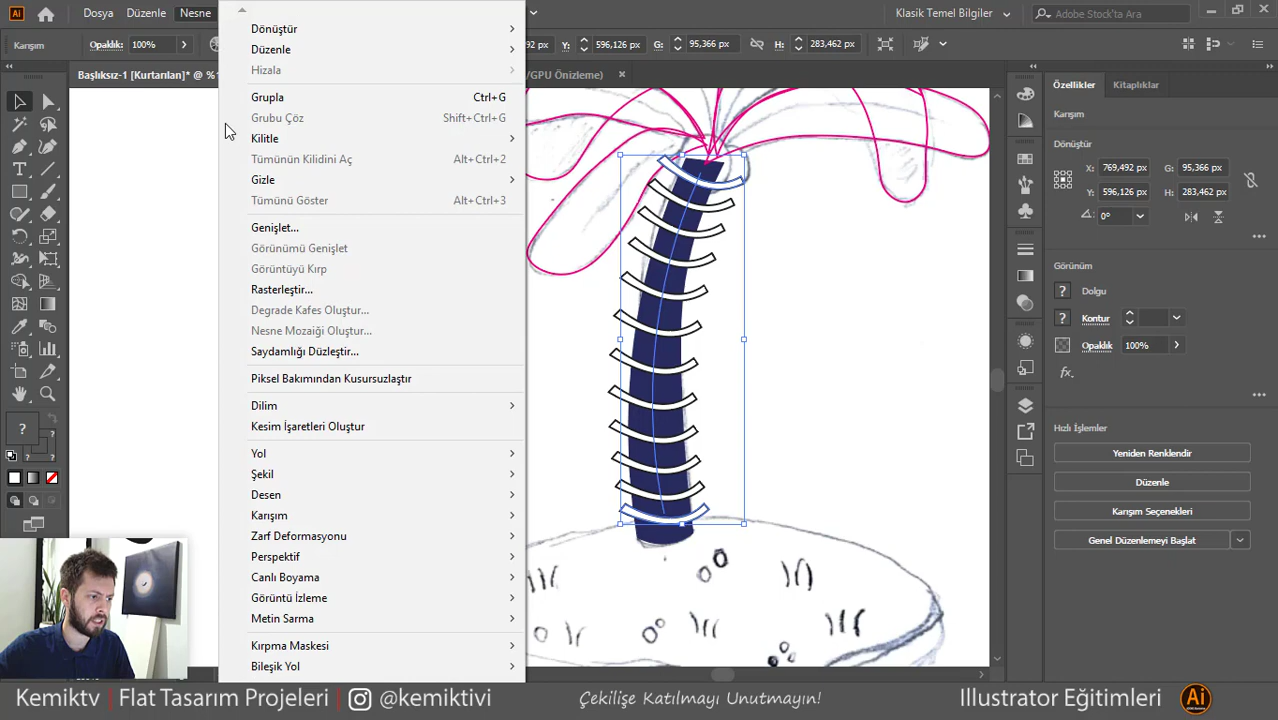 Dosya Düzenle Nesne Klasik Temel Bilgiler Adobe Stock'ta Ara
Karışım Opaklık: 100% px Y: 596,126 px G: 95,366 px H: 283,462 px
Başlıksız-1 [Kurtarılan]* @ %1 /GPU Önizleme)
Dönüştür
Düzenle
Hizala
Grupla Ctrl+G
Grubu Çöz Shift+Ctrl+G
Kilitle
Tümünün Kilidini Aç Alt+Ctrl+2
Gizle
Tümünü Göster Alt+Ctrl+3
Genişlet...
Görünümü Genişlet
Görüntüyü Kırp
Rasterleştir...
Degrade Kafes Oluştur...
Nesne Mozaiği Oluştur...
Saydamlığı Düzleştir...
Piksel Bakımından Kusursuzlaştır
Dilim
Kesim İşaretleri Oluştur
Yol
Şekil
Desen
Karışım
Zarf Deformasyonu
Perspektif
Canlı Boyama
Görüntü İzleme
Metin Sarma
Kırpma Maskesi
Bileşik Yol
Özellikler Kitaplıklar
Karışım
Dönüştür
X: 769,492 px G: 95,366 px
Y: 596,126 px H: 283,462 px
0°
Görünüm
? Dolgu
? Kontur
Opaklık 100%
fx.
Hızlı İşlemler
Yeniden Renklendir
Düzenle
Karışım Seçenekleri
Genel Düzenlemeyi Başlat
Kemiktv Flat Tasarım Projeleri @kemiktivi Çekilişe Katılmayı Unutmayın! Illustrator Eğitimleri Ai